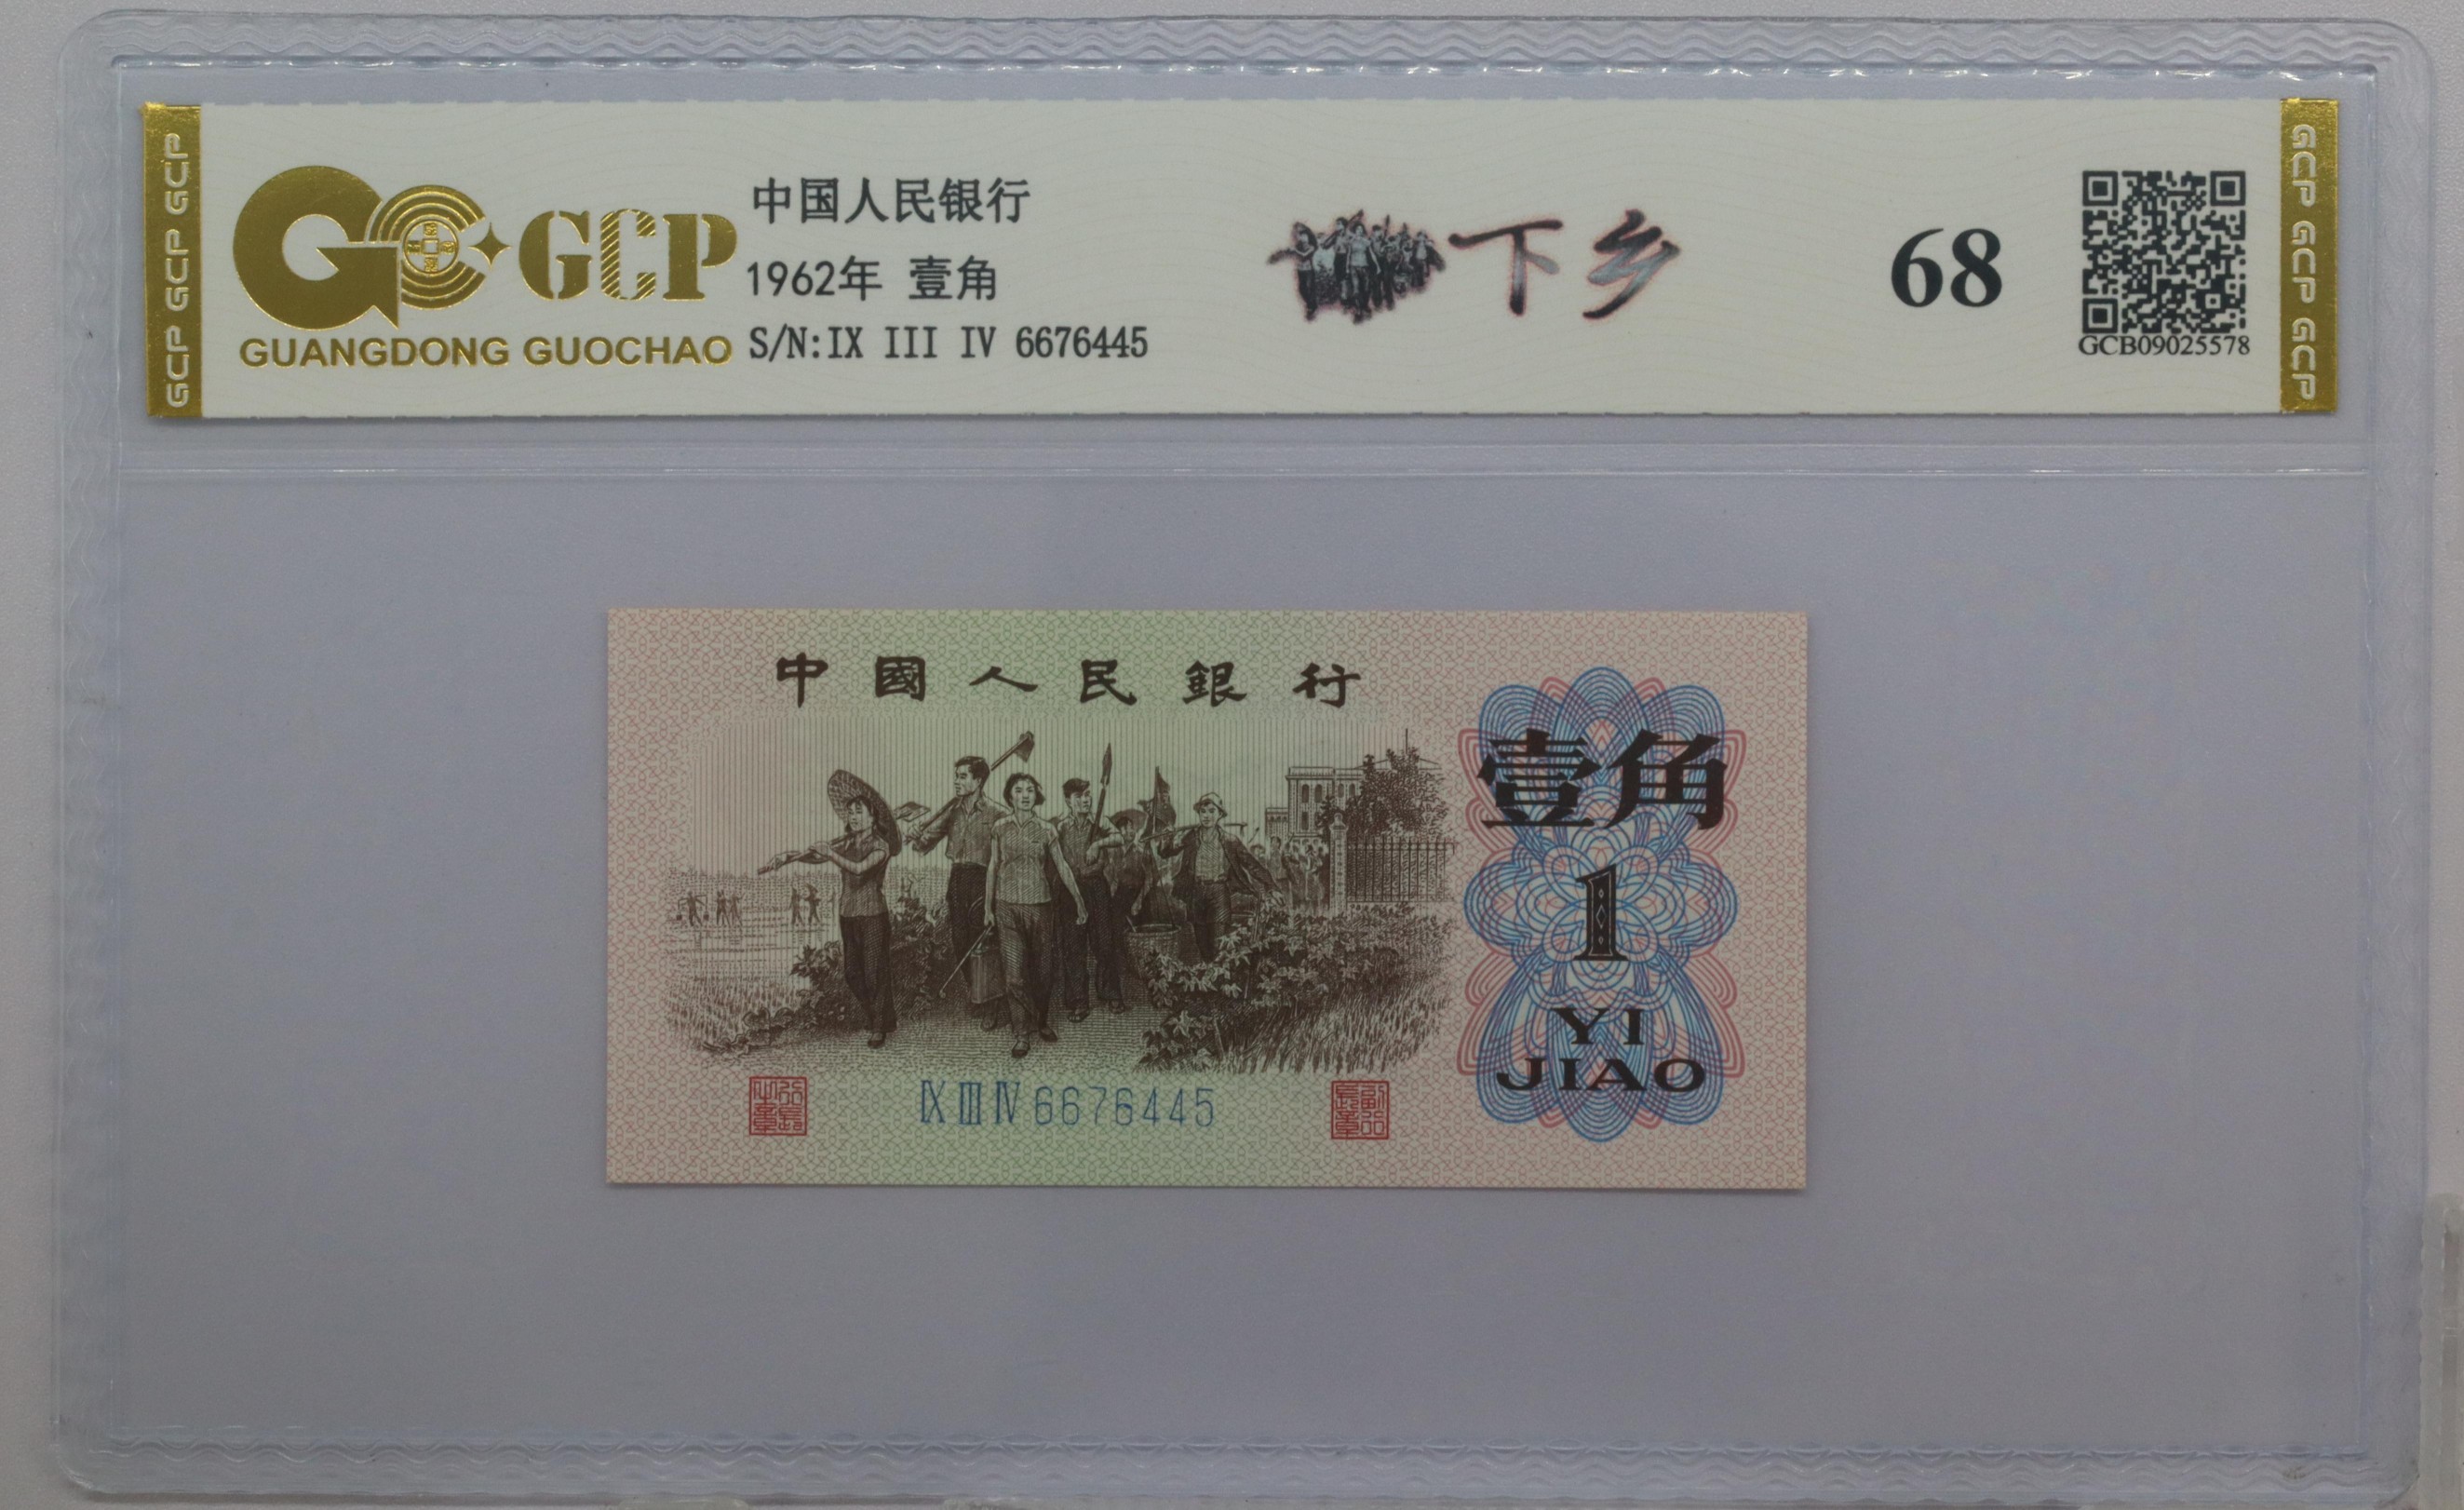 GCP GCP GCP
GCP
GUANGDONG GUOCHAO
中国人民银行
1962年 壹角
S/N:IX III IV 6676445
下乡
68
GCB09025578
GCP GCP GCP
中國人民銀行
壹角
1
YI
JIAO
IX III IV 6676445